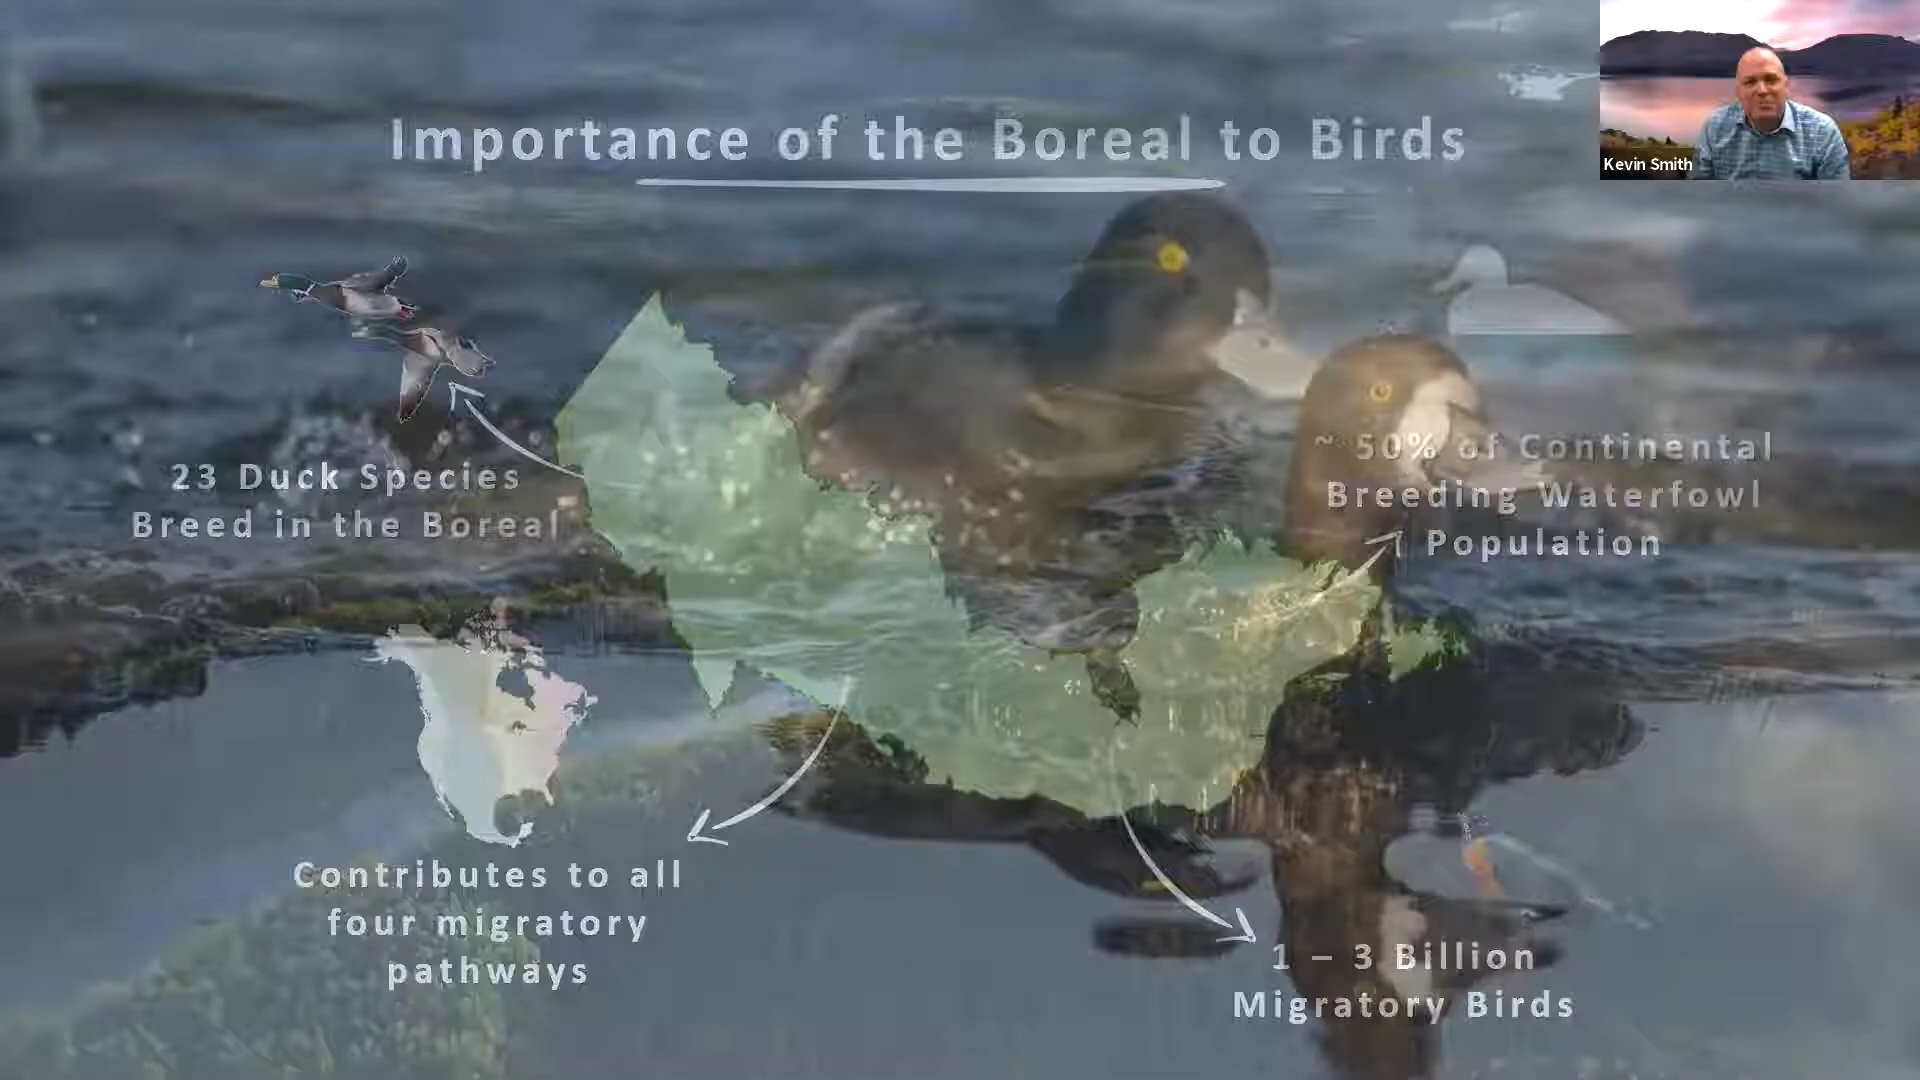 Importance of the Boreal to Birds
Kevin Smith
23 Duck Species
Breed in the Boreal
~ 50% of Continental
Breeding Waterfowl
Population
Contributes to all
four migratory
pathways
1 – 3 Billion
Migratory Birds